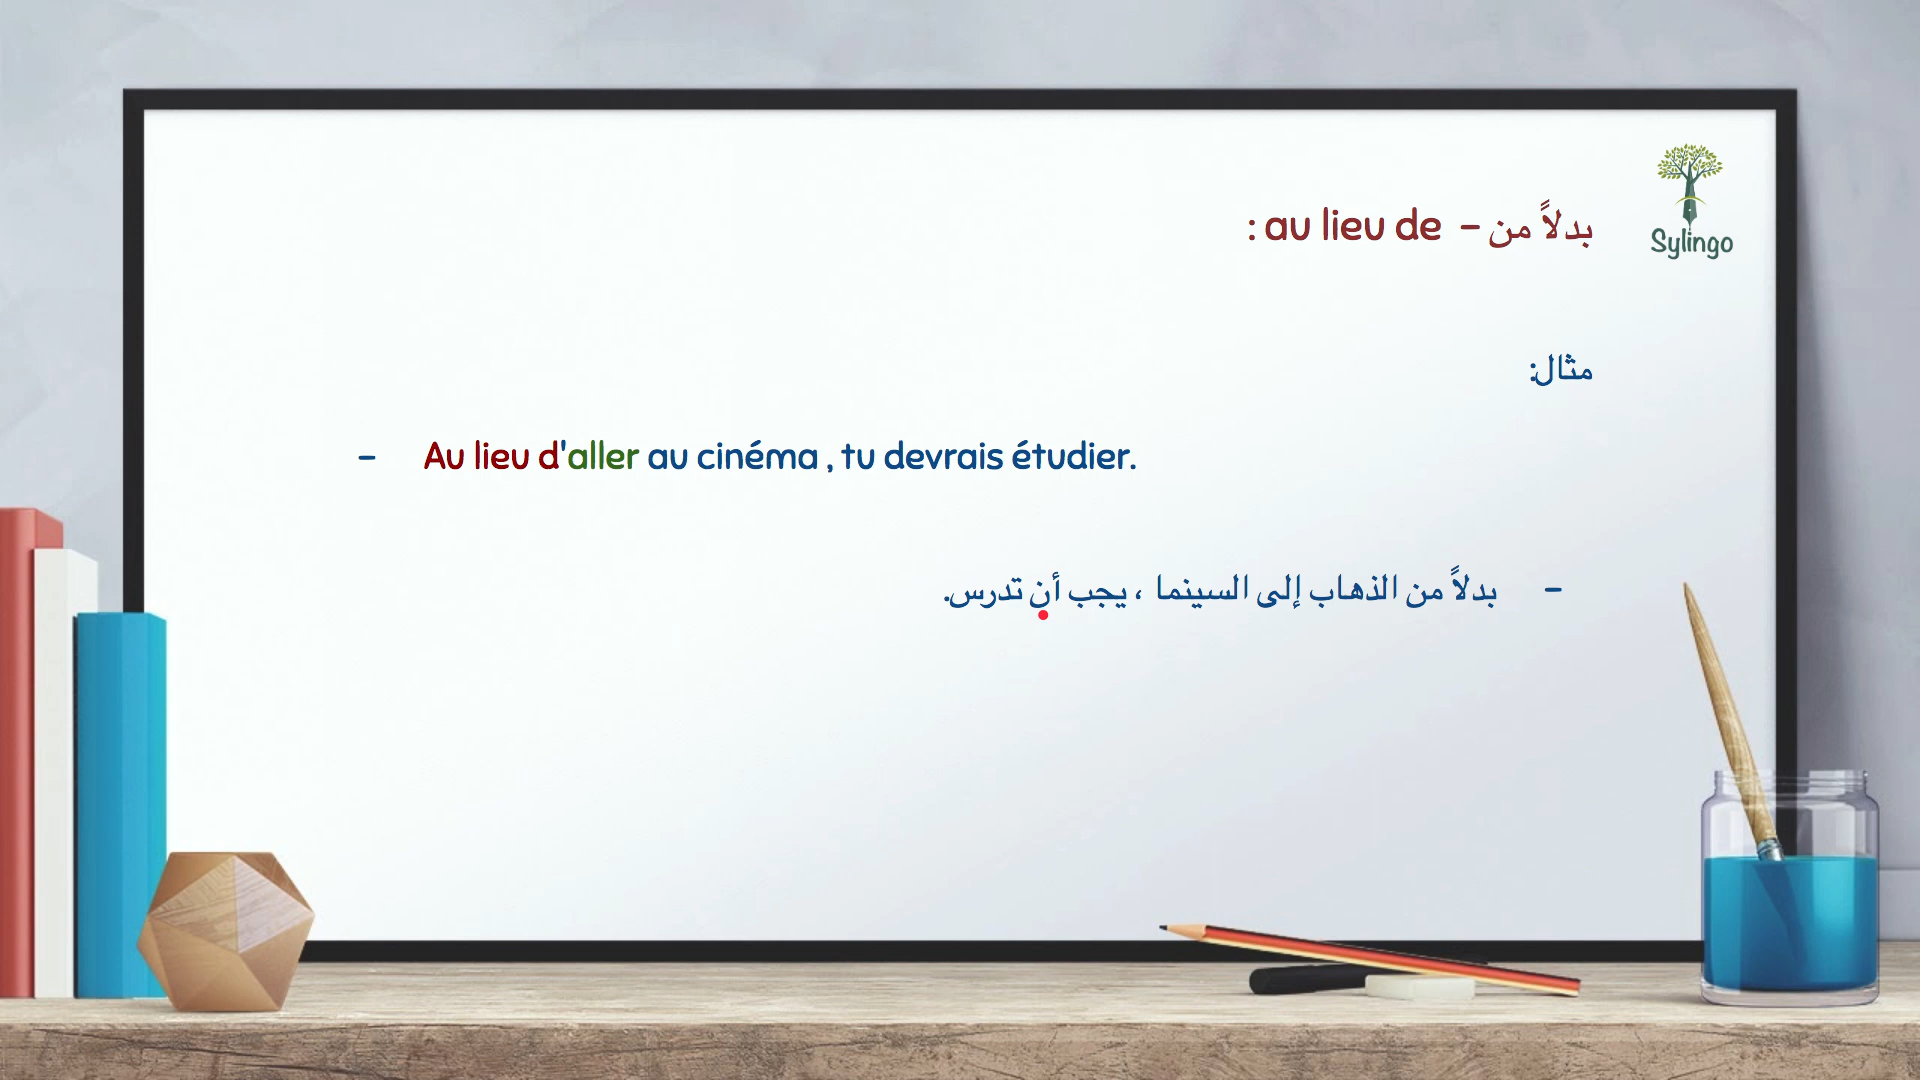 Sylingo
بدلاً من - au lieu de :
مثال:
- Au lieu d'aller au cinéma , tu devrais étudier.
- بدلاً من الذهاب إلى السينما ، يجب أن تدرس.